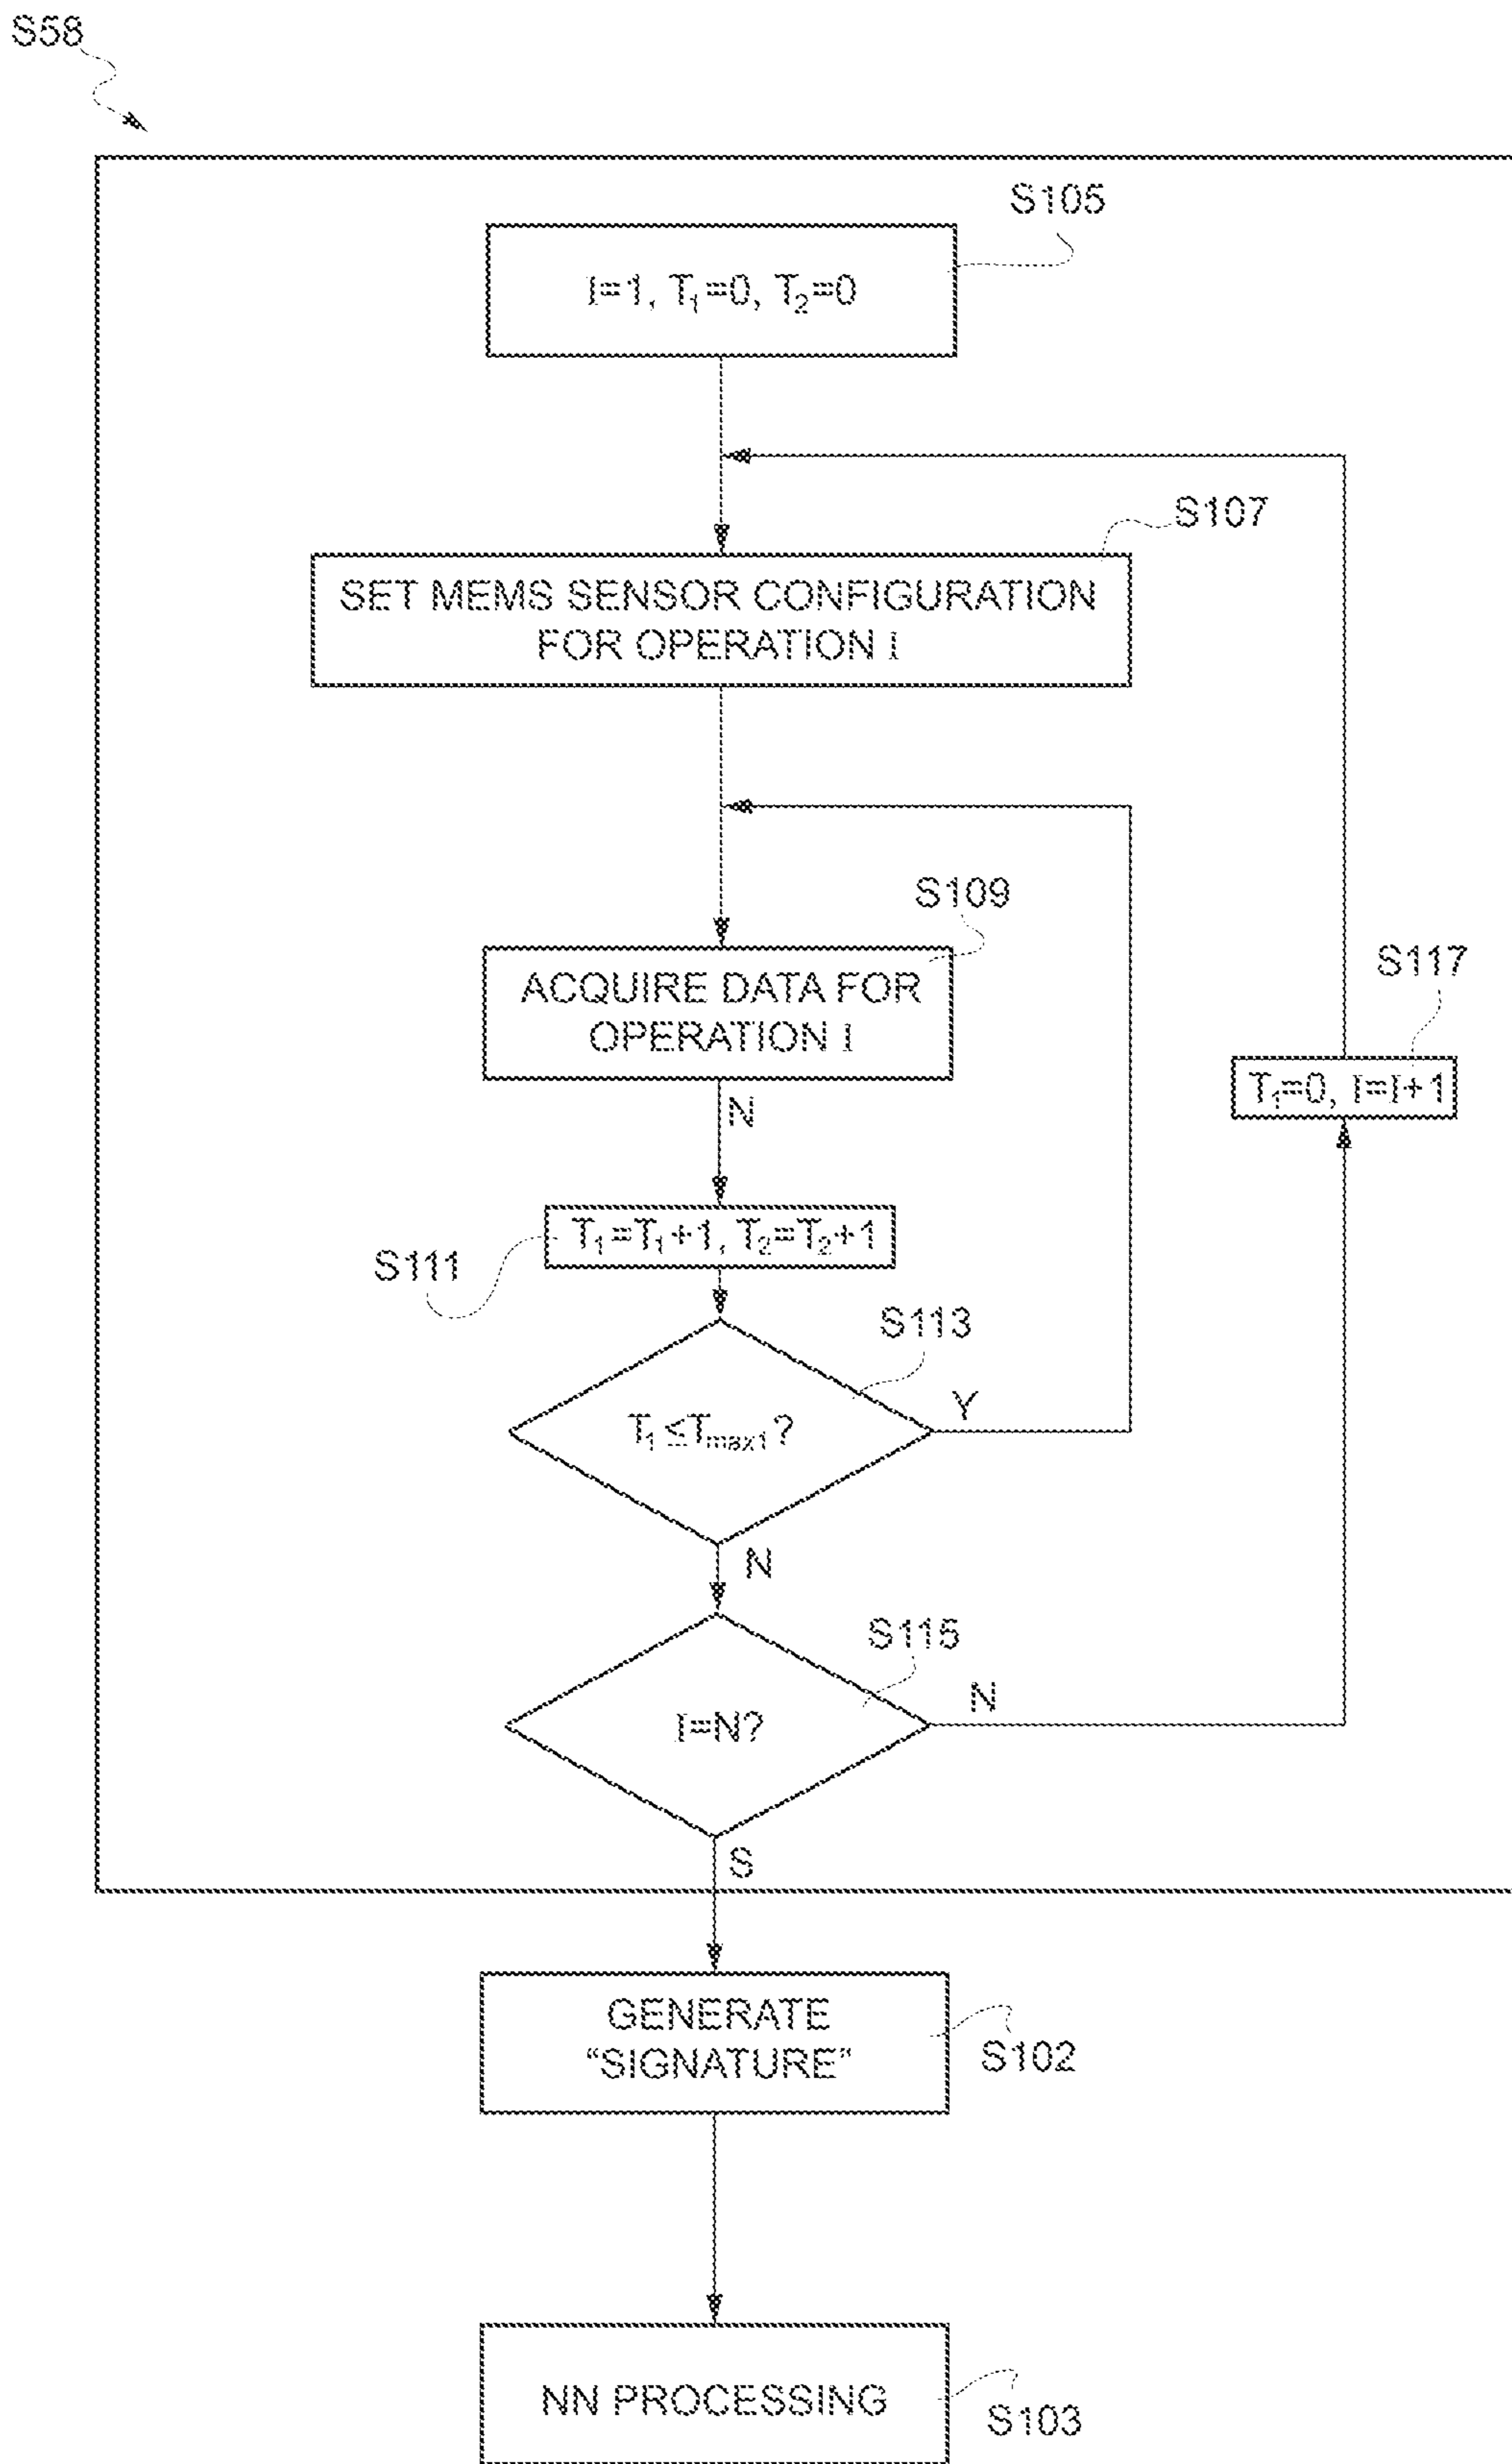 S58
S105
I=1, T₁=0, T₂=0
S107
SET MEMS SENSOR CONFIGURATION
FOR OPERATION I
S109
ACQUIRE DATA FOR
OPERATION I
S117
T₁=0, I=I+1
N
T₁=T₁+1, T₂=T₂+1
S111
S113
T₁≤Tmax1?
Y
N
S115
I=N?
N
S
GENERATE
“SIGNATURE”
S102
NN PROCESSING
S103